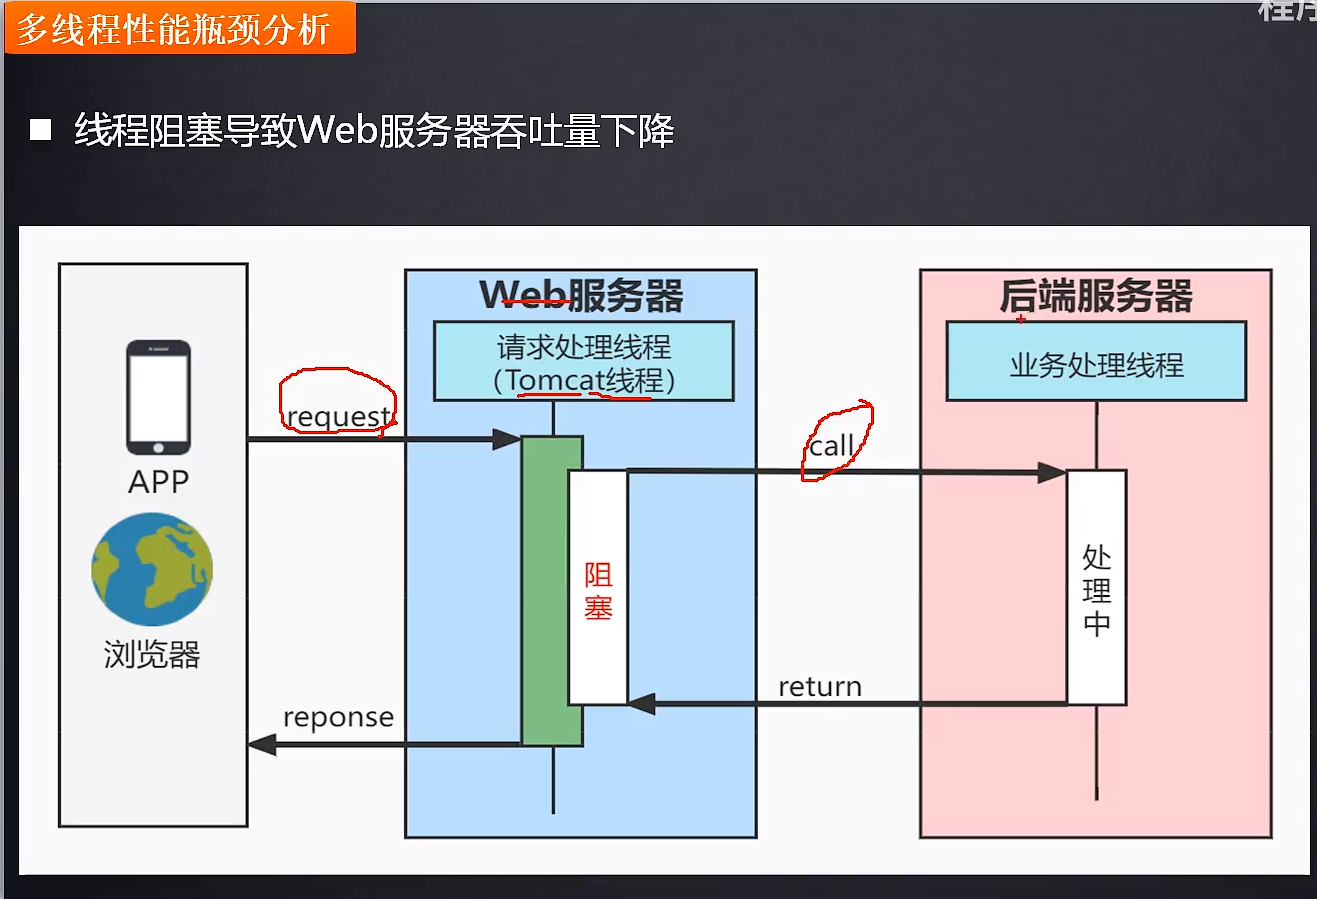 多线程性能瓶颈分析
程序
线程阻塞导致Web服务器吞吐量下降
Web服务器
后端服务器
请求处理线程
（Tomcat线程）
业务处理线程
request
call
APP
阻塞
处理中
浏览器
return
reponse